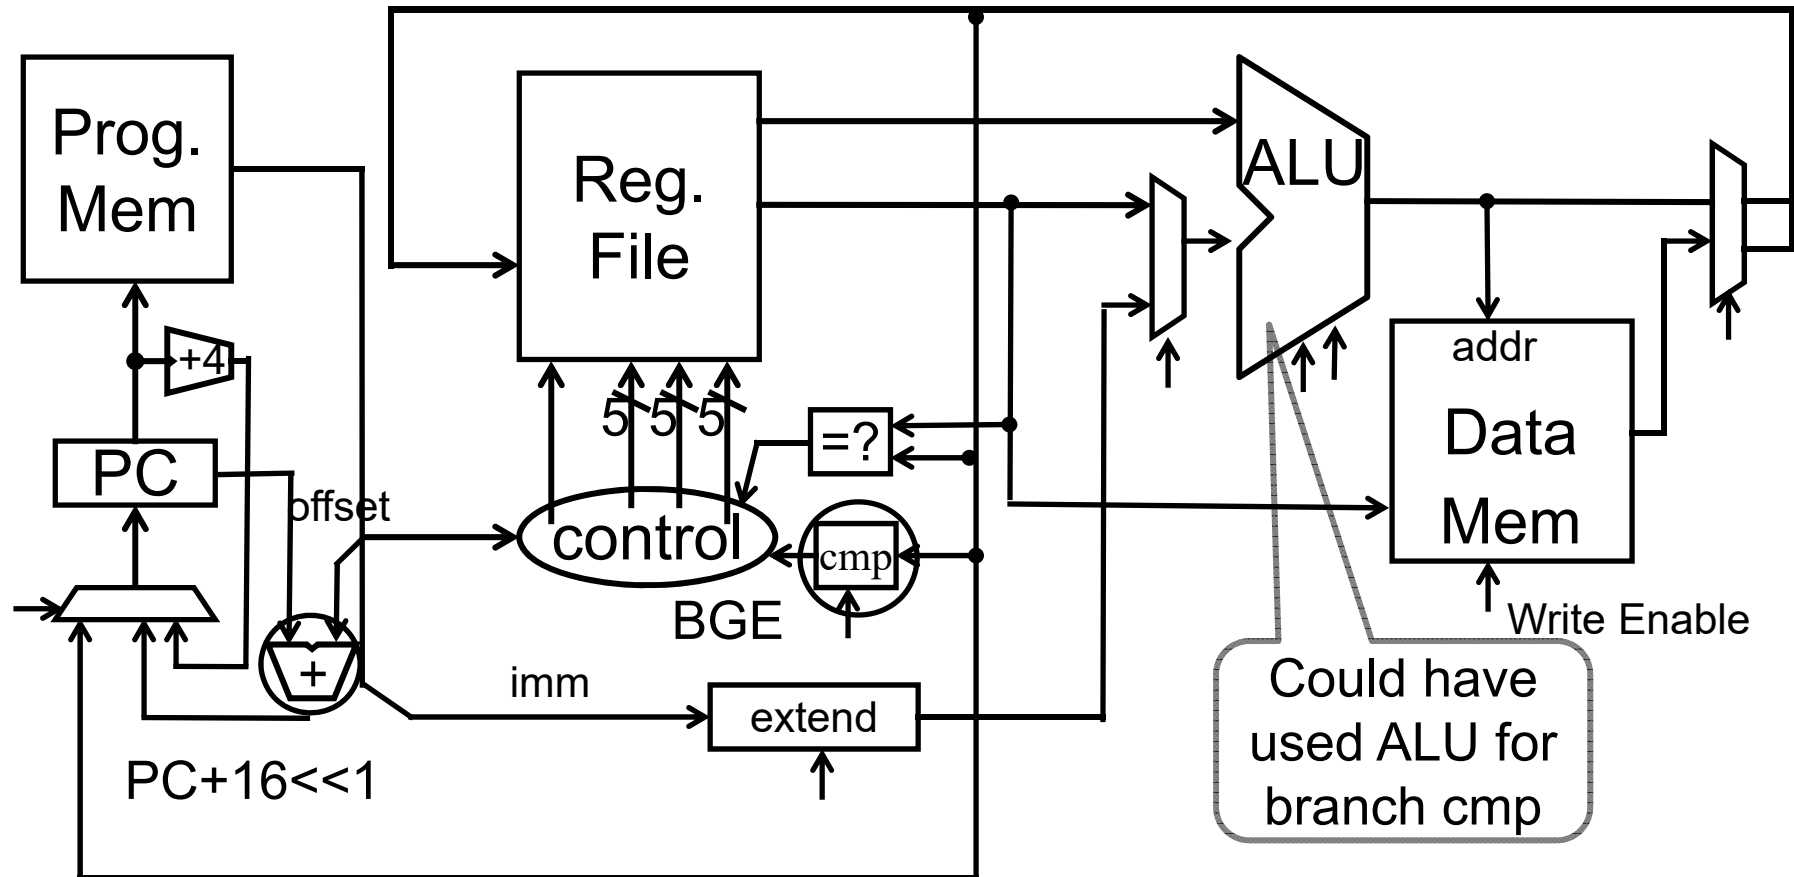 Prog.
Mem
Reg.
File
ALU
+4
addr
5
5
5
=?
Data
Mem
PC
offset
control
cmp
BGE
Write Enable
+
imm
extend
Could have
used ALU for
branch cmp
PC+16<<1